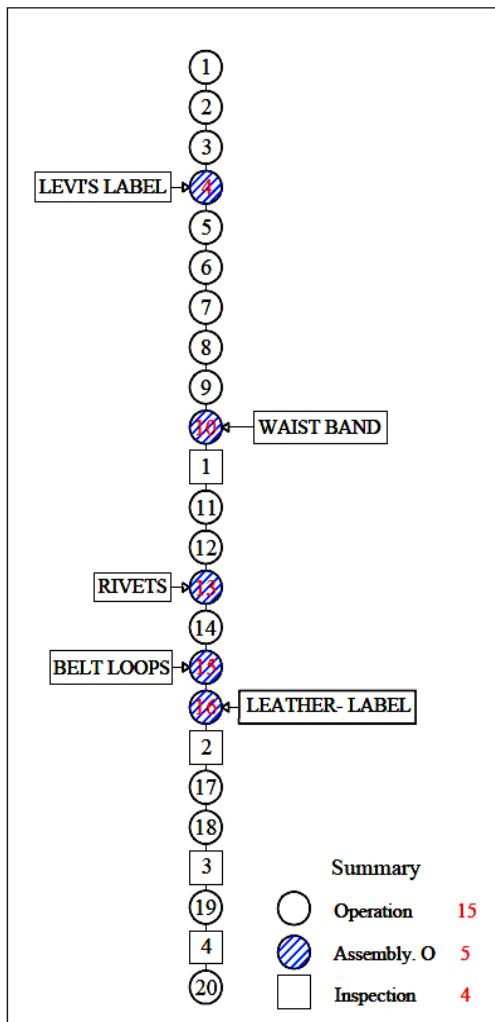 1
2
3
LEVI'S LABEL 4
5
6
7
8
9
10 WAIST BAND
1
11
12
RIVETS 13
14
BELT LOOPS 15
16 LEATHER- LABEL
2
17
18
3
19
4
20
Summary
Operation 15
Assembly. O 5
Inspection 4